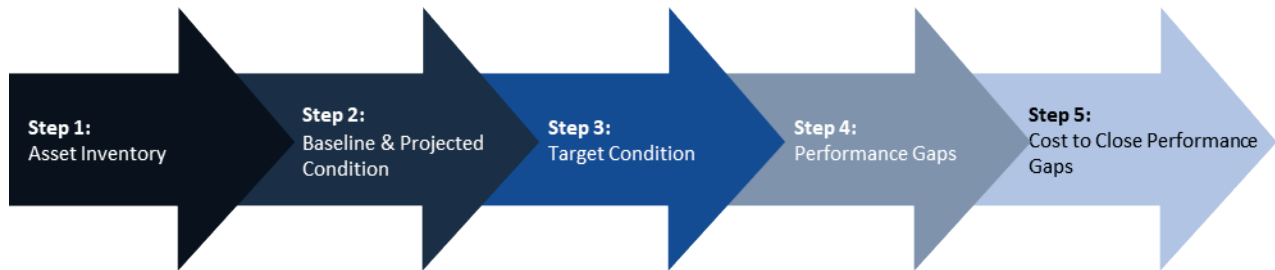 Step 1:
Asset Inventory
Step 2:
Baseline & Projected
Condition
Step 3:
Target Condition
Step 4:
Performance Gaps
Step 5:
Cost to Close Performance
Gaps